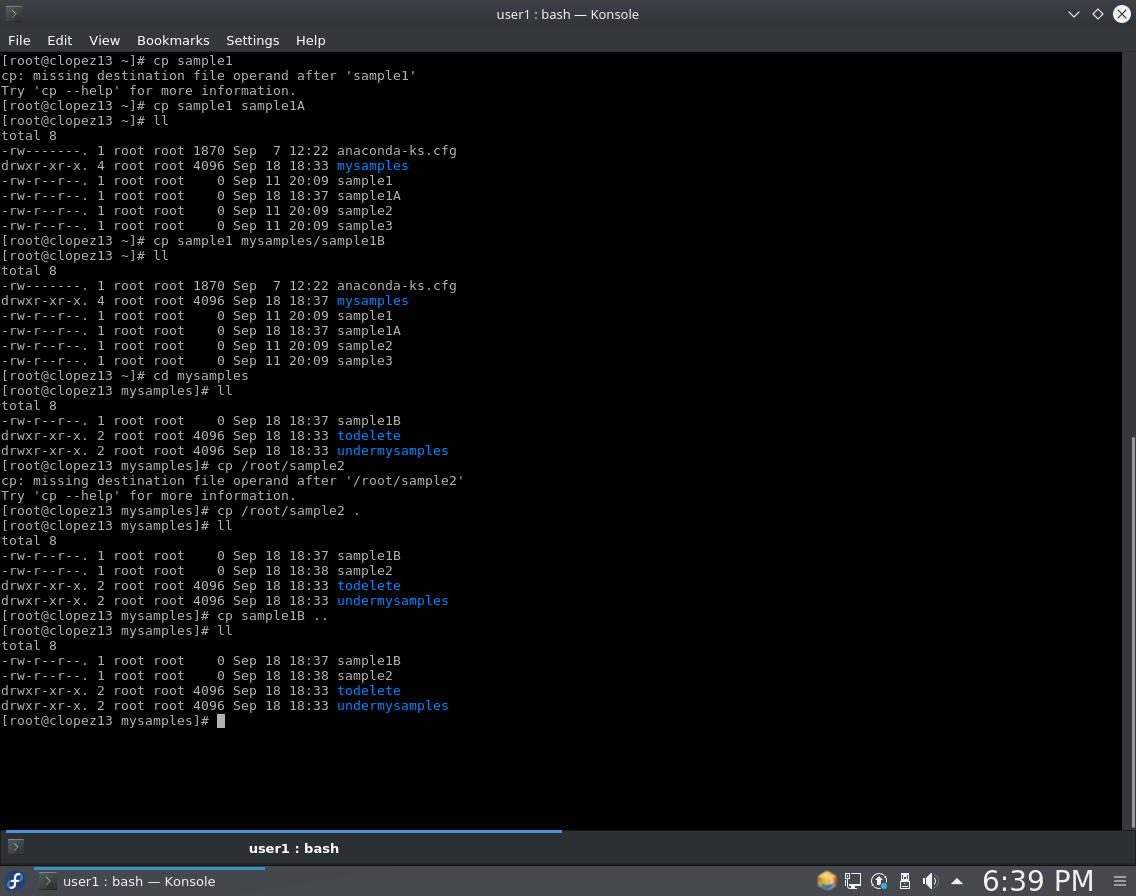 user1 : bash — Konsole
File Edit View Bookmarks Settings Help
[root@clopez13 ~]# cp sample1
cp: missing destination file operand after 'sample1'
Try 'cp --help' for more information.
[root@clopez13 ~]# cp sample1 sample1A
[root@clopez13 ~]# ll
total 8
-rw-------. 1 root root 1870 Sep  7 12:22 anaconda-ks.cfg
drwxr-xr-x. 4 root root 4096 Sep 18 18:33 mysamples
-rw-r--r--. 1 root root    0 Sep 11 20:09 sample1
-rw-r--r--. 1 root root    0 Sep 18 18:37 sample1A
-rw-r--r--. 1 root root    0 Sep 11 20:09 sample2
-rw-r--r--. 1 root root    0 Sep 11 20:09 sample3
[root@clopez13 ~]# cp sample1 mysamples/sample1B
[root@clopez13 ~]# ll
total 8
-rw-------. 1 root root 1870 Sep  7 12:22 anaconda-ks.cfg
drwxr-xr-x. 4 root root 4096 Sep 18 18:37 mysamples
-rw-r--r--. 1 root root    0 Sep 11 20:09 sample1
-rw-r--r--. 1 root root    0 Sep 18 18:37 sample1A
-rw-r--r--. 1 root root    0 Sep 11 20:09 sample2
-rw-r--r--. 1 root root    0 Sep 11 20:09 sample3
[root@clopez13 ~]# cd mysamples
[root@clopez13 mysamples]# ll
total 8
-rw-r--r--. 1 root root    0 Sep 18 18:37 sample1B
drwxr-xr-x. 2 root root 4096 Sep 18 18:33 todelete
drwxr-xr-x. 2 root root 4096 Sep 18 18:33 undermysamples
[root@clopez13 mysamples]# cp /root/sample2
cp: missing destination file operand after '/root/sample2'
Try 'cp --help' for more information.
[root@clopez13 mysamples]# cp /root/sample2 .
[root@clopez13 mysamples]# ll
total 8
-rw-r--r--. 1 root root    0 Sep 18 18:37 sample1B
-rw-r--r--. 1 root root    0 Sep 18 18:38 sample2
drwxr-xr-x. 2 root root 4096 Sep 18 18:33 todelete
drwxr-xr-x. 2 root root 4096 Sep 18 18:33 undermysamples
[root@clopez13 mysamples]# cp sample1B ..
[root@clopez13 mysamples]# ll
total 8
-rw-r--r--. 1 root root    0 Sep 18 18:37 sample1B
-rw-r--r--. 1 root root    0 Sep 18 18:38 sample2
drwxr-xr-x. 2 root root 4096 Sep 18 18:33 todelete
drwxr-xr-x. 2 root root 4096 Sep 18 18:33 undermysamples
[root@clopez13 mysamples]#
user1 : bash
user1 : bash — Konsole
6:39 PM